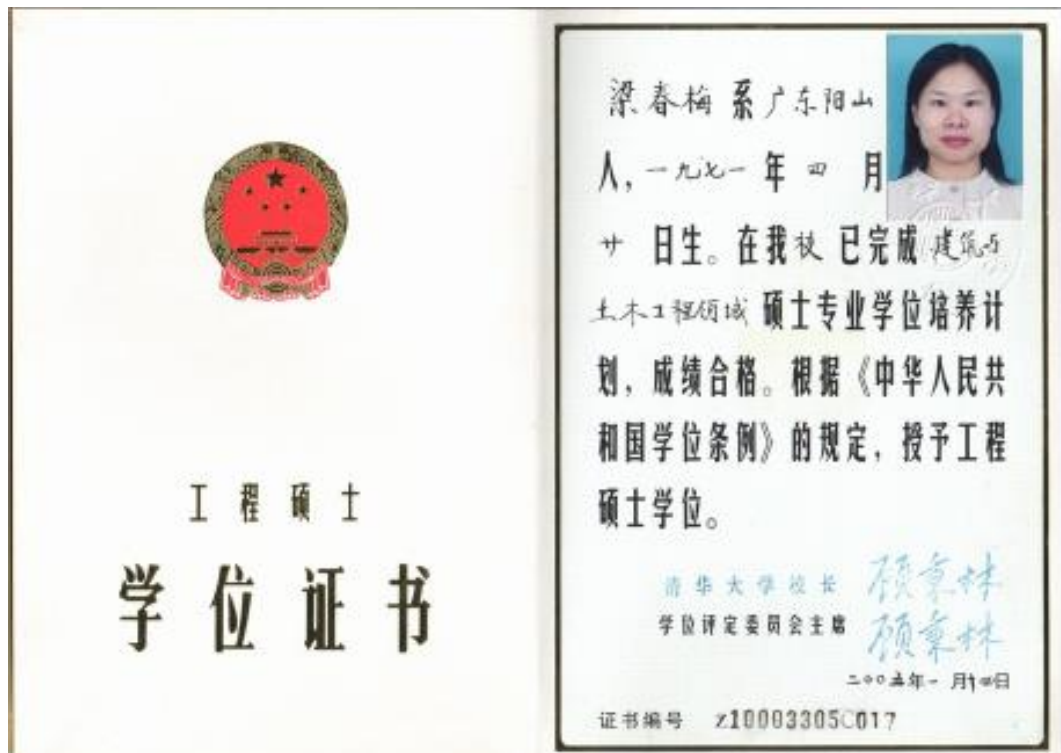 工程硕士
学位证书
梁春梅系广东阳山
人,一九七一年四月
廿日生。在我校已完成建筑与
土木工程领域硕士专业学位培养计
划,成绩合格。根据《中华人民共
和国学位条例》的规定,授予工程
硕士学位。
清华大学校长 顾秉林
学位评定委员会主席 顾秉林
二〇〇五年一月十四日
证书编号 Z10003305C017